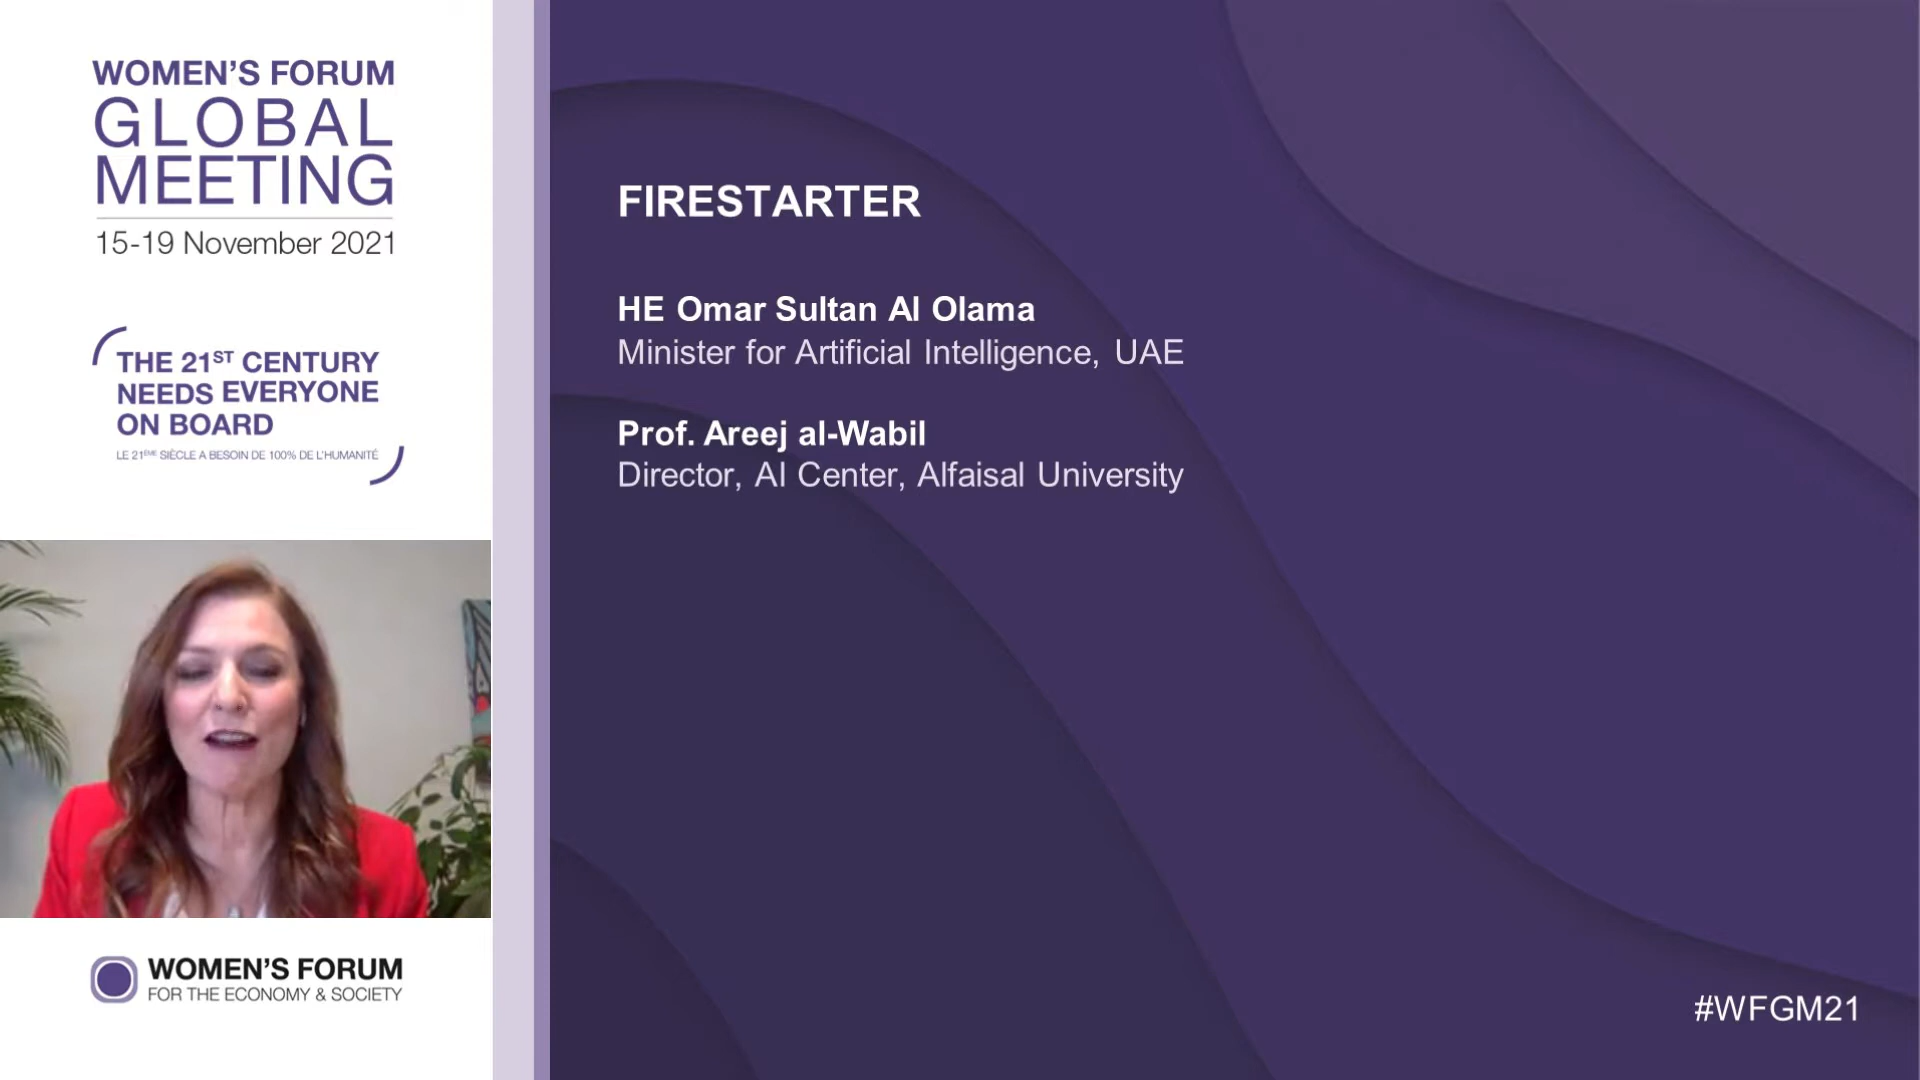 WOMEN'S FORUM
GLOBAL
MEETING
15-19 November 2021
THE 21ST CENTURY
NEEDS EVERYONE
ON BOARD
LE 21ÈME SIÈCLE A BESOIN DE 100% DE L'HUMANITÉ
WOMEN'S FORUM
FOR THE ECONOMY & SOCIETY
FIRESTARTER
HE Omar Sultan Al Olama
Minister for Artificial Intelligence, UAE
Prof. Areej al-Wabil
Director, AI Center, Alfaisal University
#WFGM21